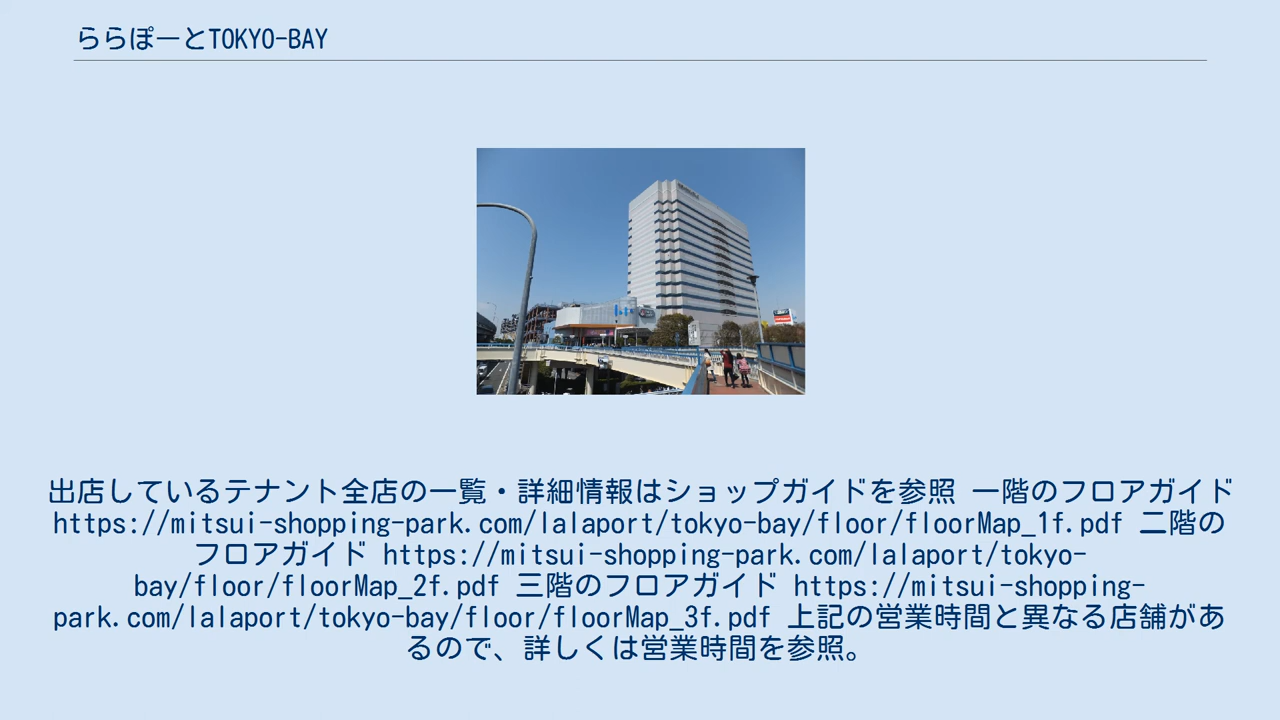 ららぽーとTOKYO-BAY
出店しているテナント全店の一覧・詳細情報はショップガイドを参照 一階のフロアガイド
https://mitsui-shopping-park.com/lalaport/tokyo-bay/floor/floorMap_1f.pdf 二階の
フロアガイド https://mitsui-shopping-park.com/lalaport/tokyo-
bay/floor/floorMap_2f.pdf 三階のフロアガイド https://mitsui-shopping-
park.com/lalaport/tokyo-bay/floor/floorMap_3f.pdf 上記の営業時間と異なる店舗があ
るので、詳しくは営業時間を参照。